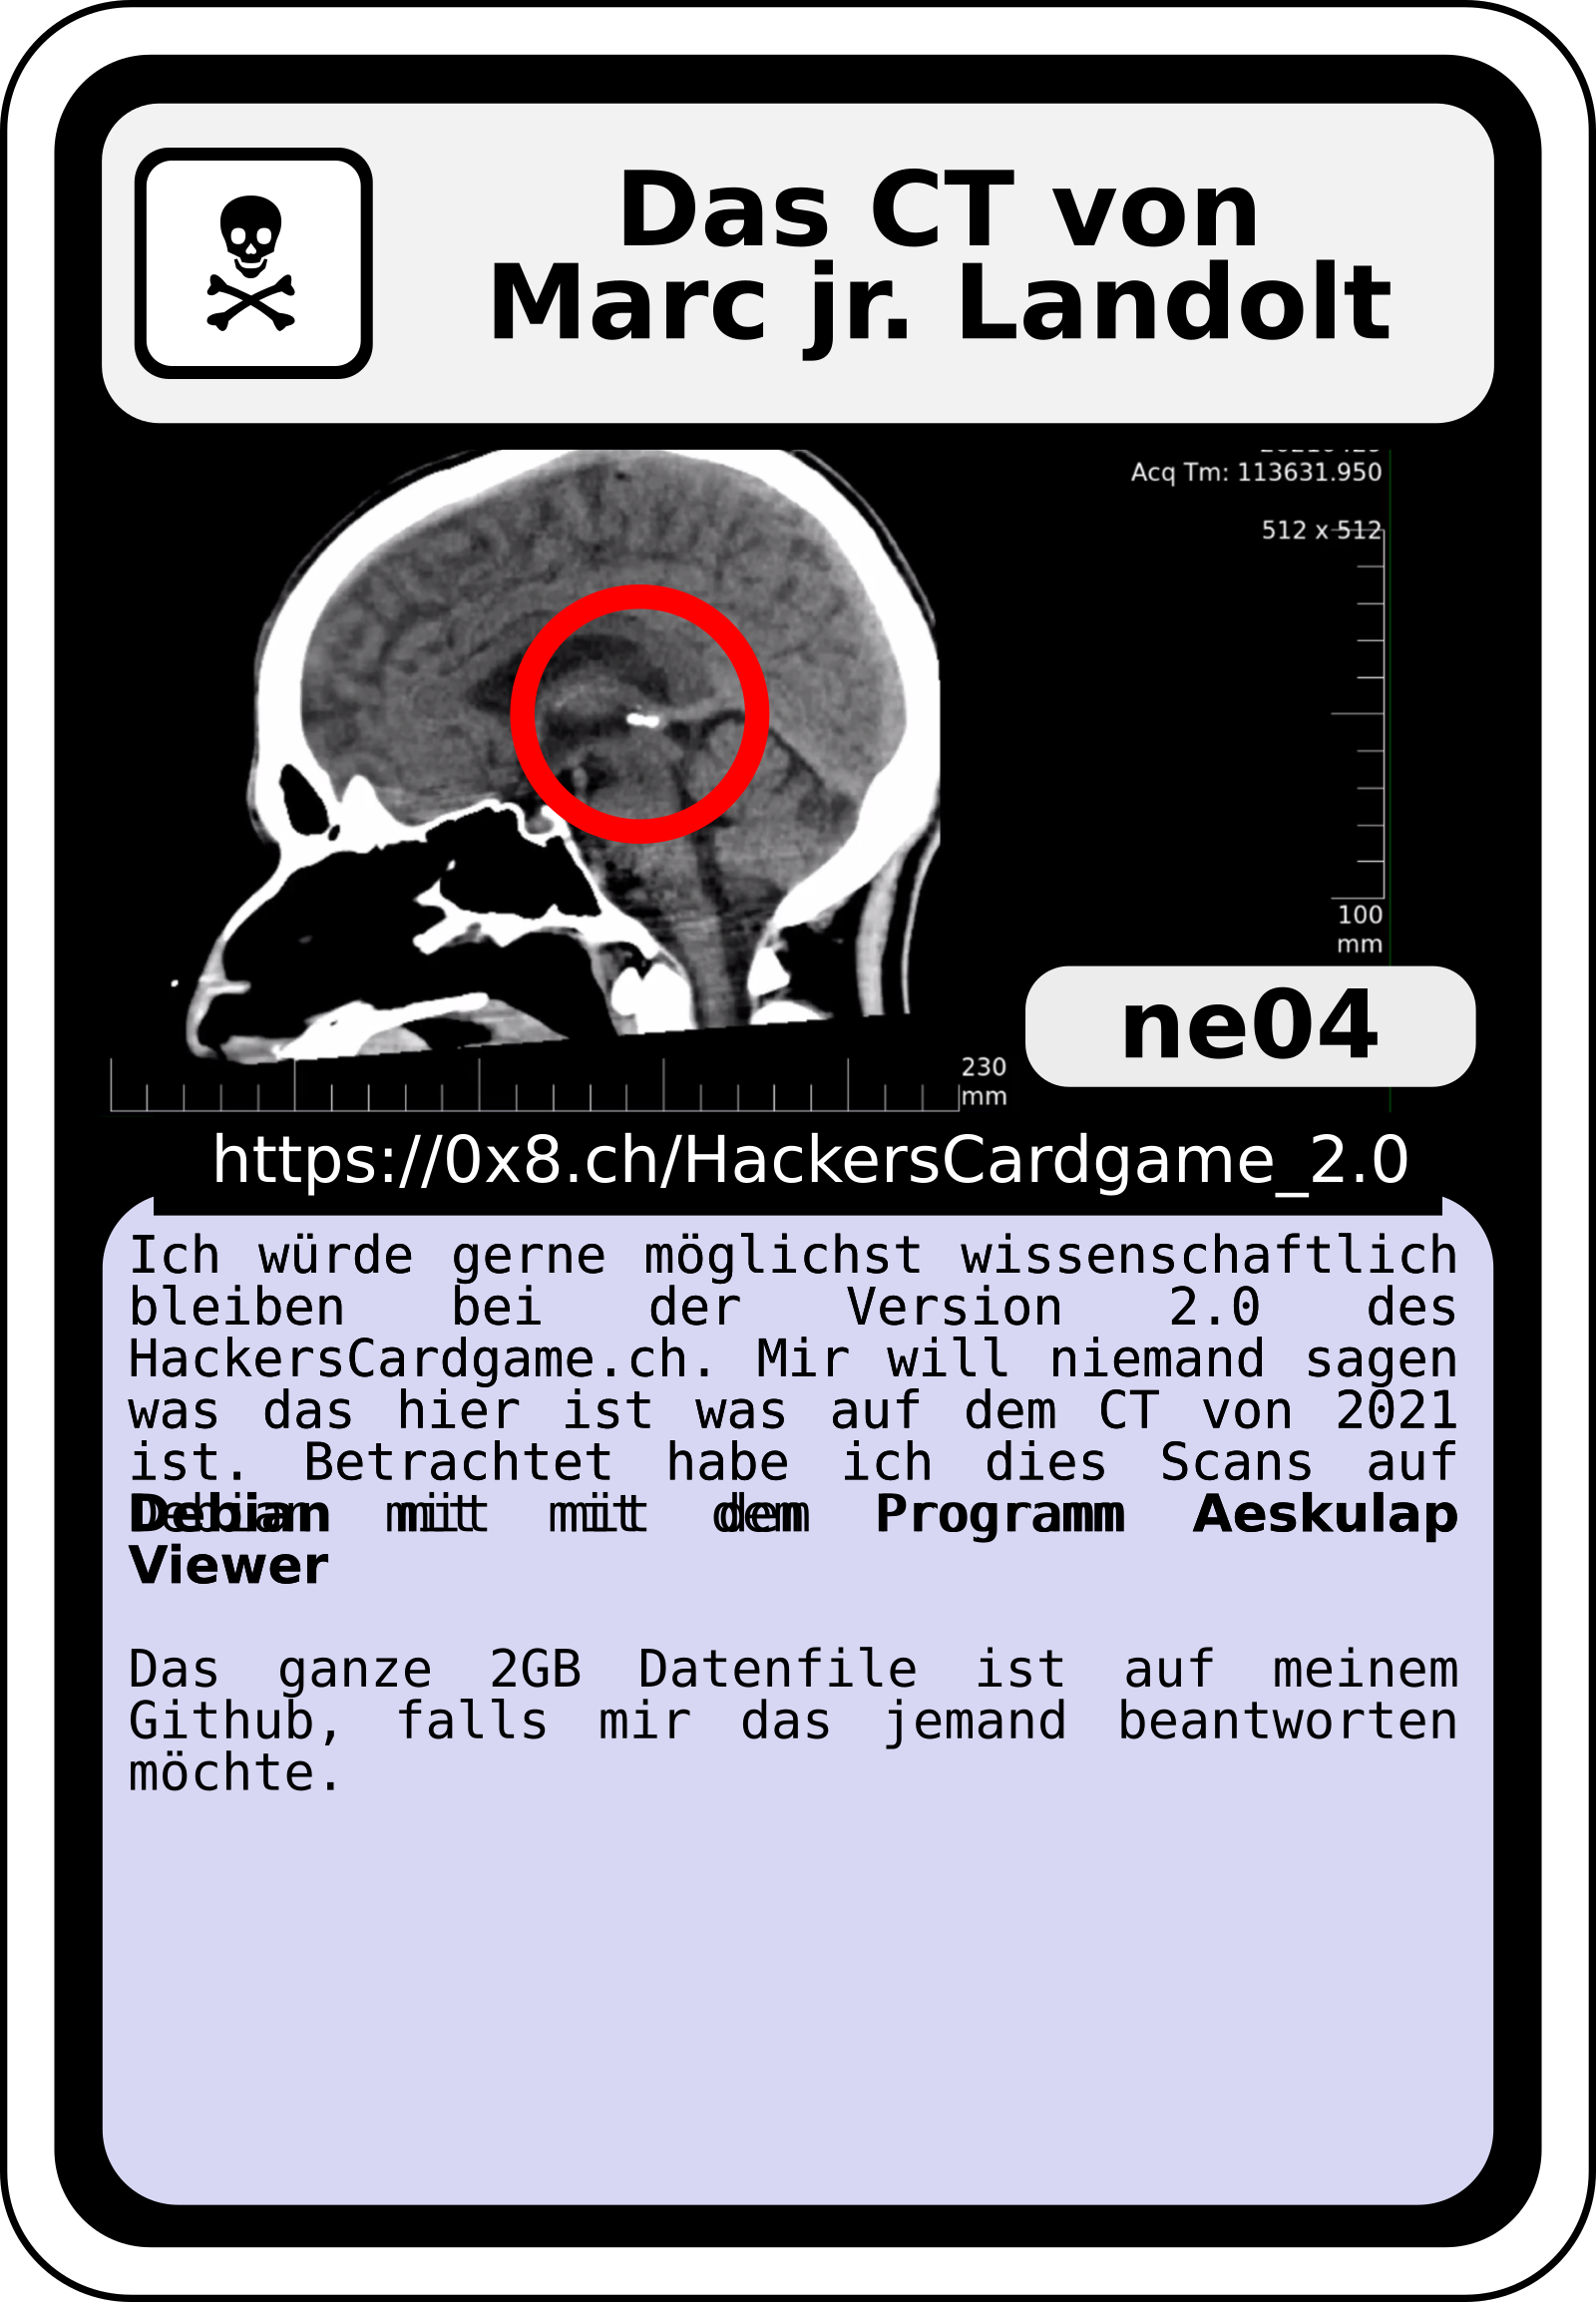 Das CT von
Marc jr. Landolt
Acq Tm: 113631.950
512 x 512
100
mm
ne04
230
mm
https://0x8.ch/HackersCardgame_2.0
Ich würde gerne möglichst wissenschaftlich
bleiben bei der Version 2.0 des
HackersCardgame.ch. Mir will niemand sagen
was das hier ist was auf dem CT von 2021
ist. Betrachtet habe ich dies Scans auf
Debian mit mit dem Programm Aeskulap
Viewer
Das ganze 2GB Datenfile ist auf meinem
Github, falls mir das jemand beantworten
möchte.